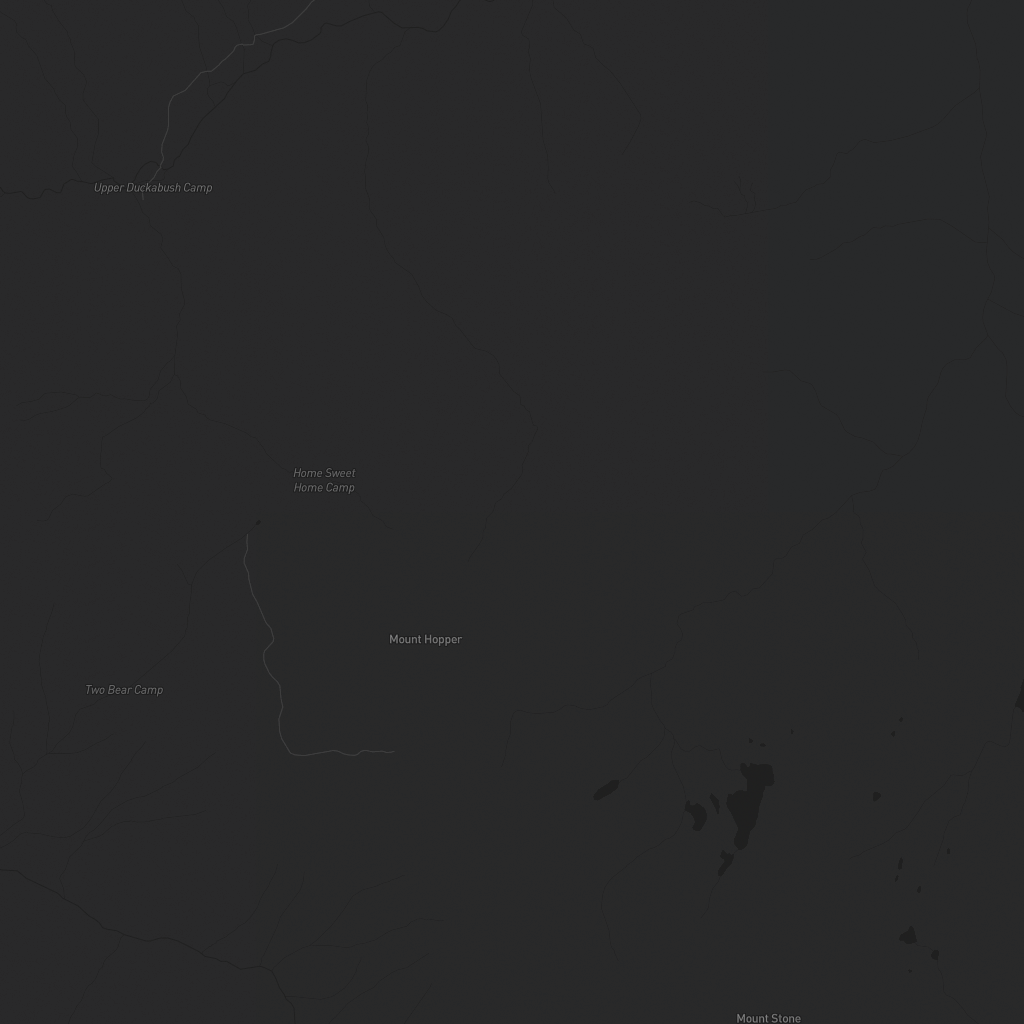 Upper Duckabush Camp
Home Sweet
Home Camp
Mount Hopper
Two Bear Camp
Mount Stone